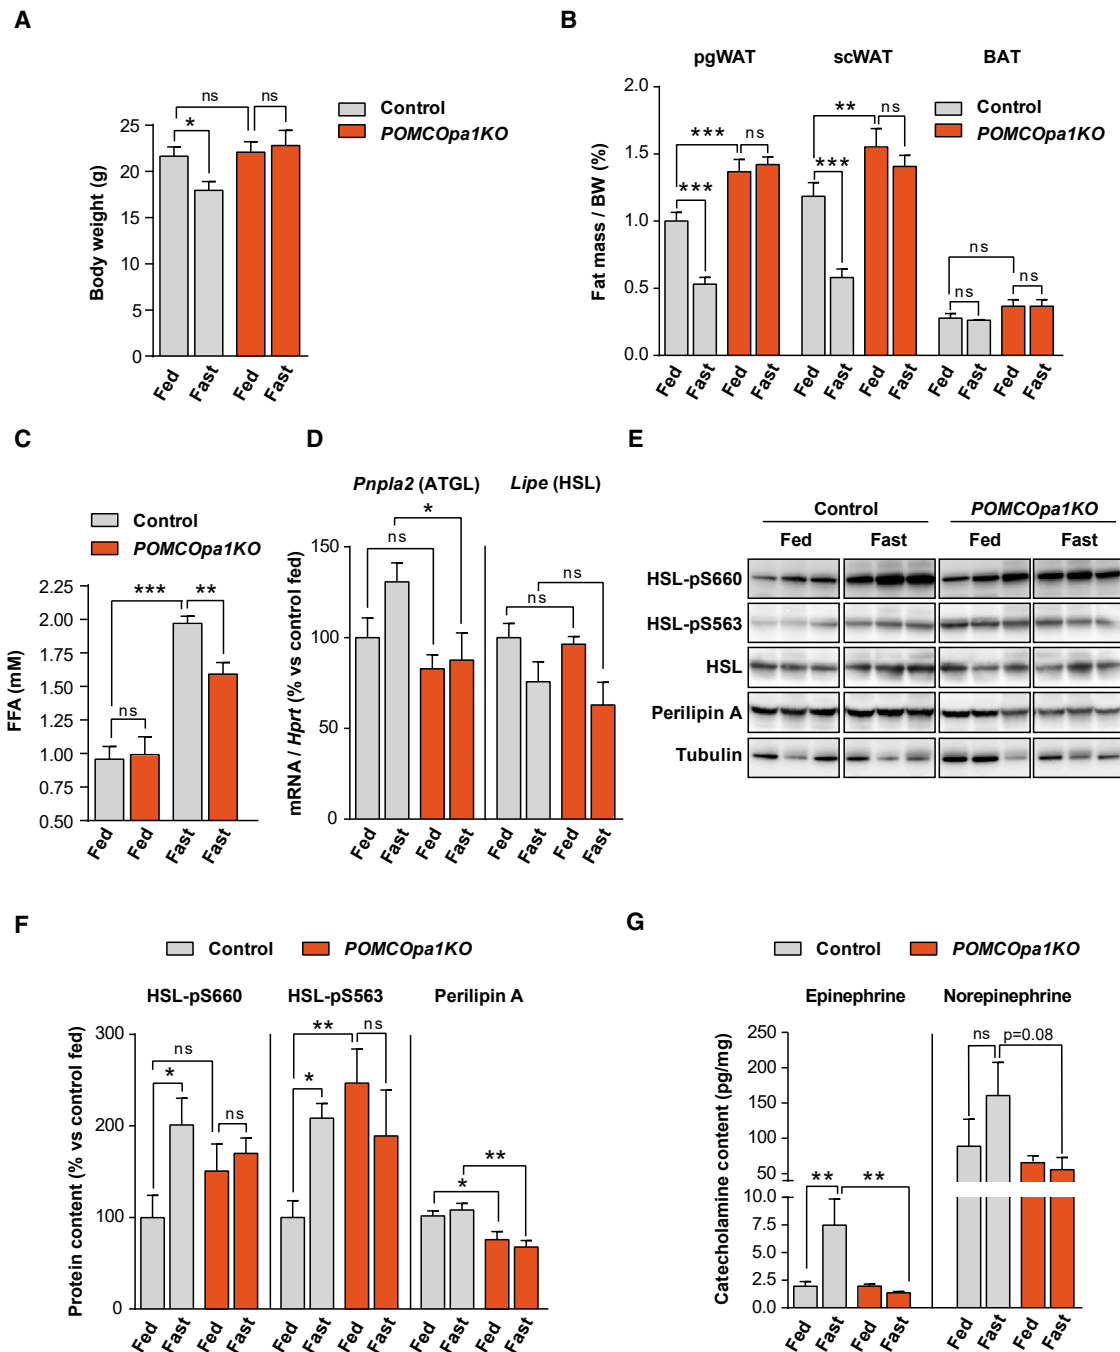 A
Control
POMCOpa1KO
ns
ns
*
25
20
15
10
5
0
Body weight (g)
Fed
Fast
Fed
Fast
B
pgWAT
scWAT
BAT
Control
POMCOpa1KO
2.0
1.5
1.0
0.5
0.0
Fat mass / BW (%)
***
ns
***
**
ns
***
ns
ns
ns
Fed
Fast
Fed
Fast
Fed
Fast
Fed
Fast
Fed
Fast
Fed
Fast
C
Control
POMCOpa1KO
2.25
2.00
1.75
1.50
1.25
1.00
0.75
0.50
FFA (mM)
***
**
ns
Fed
Fed
Fast
Fast
D
Pnpla2 (ATGL)
Lipe (HSL)
150
100
50
0
mRNA / Hprt (% vs control fed)
*
ns
ns
ns
Fed
Fast
Fed
Fast
Fed
Fast
Fed
Fast
E
Control
POMCOpa1KO
Fed
Fast
Fed
Fast
HSL-pS660
HSL-pS563
HSL
Perilipin A
Tubulin
F
Control
POMCOpa1KO
HSL-pS660
HSL-pS563
Perilipin A
300
200
100
0
Protein content (% vs control fed)
ns
*
ns
**
ns
*
**
*
Fed
Fast
Fed
Fast
Fed
Fast
Fed
Fast
Fed
Fast
Fed
Fast
G
Control
POMCOpa1KO
Epinephrine
Norepinephrine
250
200
150
100
50
10.0
7.5
5.0
2.5
0.0
Catecholamine content (pg/mg)
**
**
ns
p=0.08
Fed
Fast
Fed
Fast
Fed
Fast
Fed
Fast